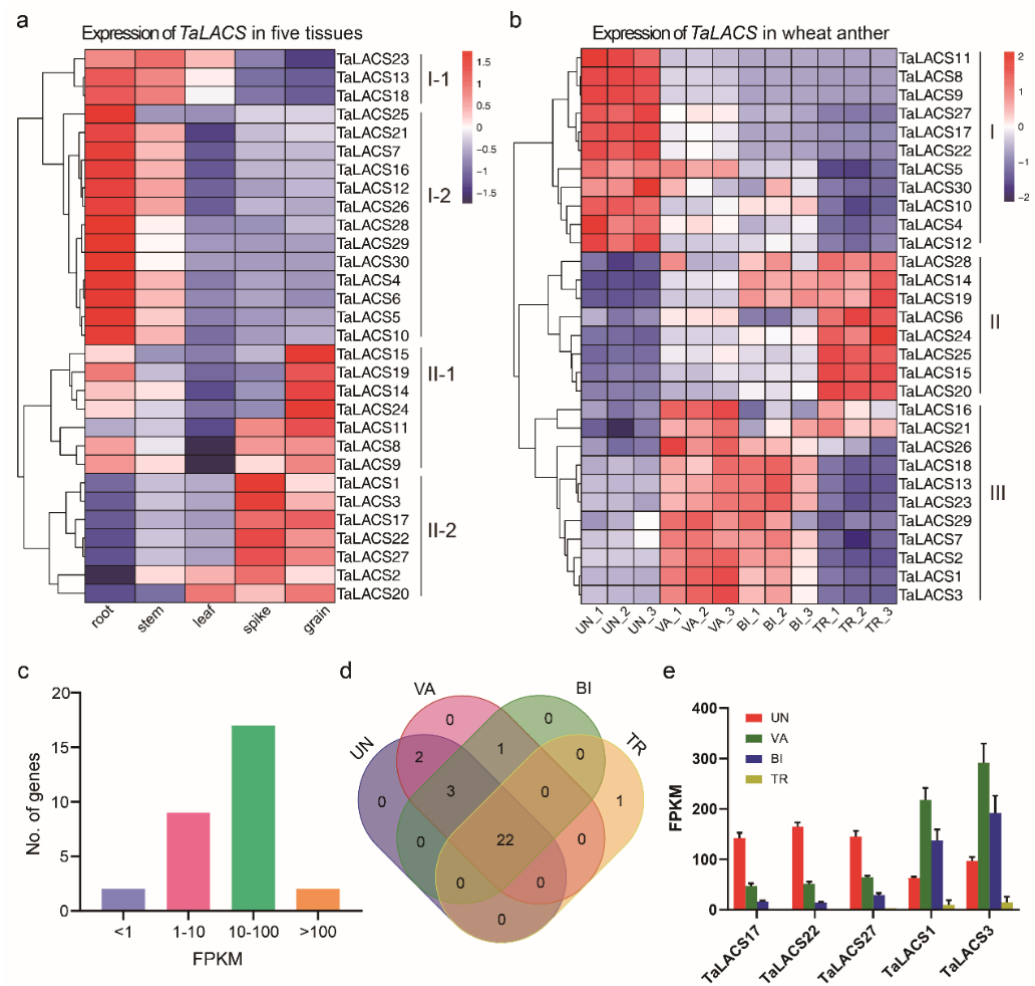 a
Expression of TaLACS in five tissues
TaLACS23
TaLACS13
TaLACS18
TaLACS25
TaLACS21
TaLACS7
TaLACS16
TaLACS12
TaLACS26
TaLACS28
TaLACS29
TaLACS30
TaLACS4
TaLACS6
TaLACS5
TaLACS10
TaLACS15
TaLACS19
TaLACS14
TaLACS24
TaLACS11
TaLACS8
TaLACS9
TaLACS1
TaLACS3
TaLACS17
TaLACS22
TaLACS27
TaLACS2
TaLACS20
I-1
I-2
II-1
II-2
1.5
1
0.5
0
−0.5
−1
−1.5
root
stem
leaf
spike
grain
b
Expression of TaLACS in wheat anther
TaLACS11
TaLACS8
TaLACS9
TaLACS27
TaLACS17
TaLACS22
TaLACS5
TaLACS30
TaLACS10
TaLACS4
TaLACS12
TaLACS28
TaLACS14
TaLACS19
TaLACS6
TaLACS24
TaLACS25
TaLACS15
TaLACS20
TaLACS16
TaLACS21
TaLACS26
TaLACS18
TaLACS13
TaLACS23
TaLACS29
TaLACS7
TaLACS2
TaLACS1
TaLACS3
I
II
III
2
1
0
−1
−2
UN_1
UN_2
UN_3
VA_1
VA_2
VA_3
BI_1
BI_2
BI_3
TR_1
TR_2
TR_3
c
No. of genes
20
15
10
5
0
<1
1-10
10-100
>100
FPKM
d
UN
VA
BI
TR
0
0
2
1
0
0
3
0
1
0
22
0
0
0
0
e
FPKM
400
300
200
100
0
UN
VA
BI
TR
TaLACS17
TaLACS22
TaLACS27
TaLACS1
TaLACS3